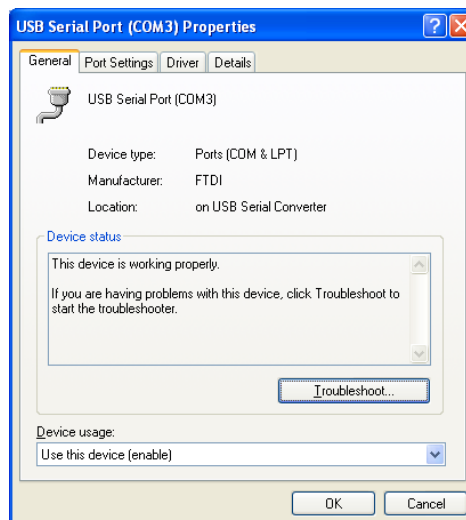 USB Serial Port (COM3) Properties
General Port Settings Driver Details
USB Serial Port (COM3)
Device type: Ports (COM & LPT)
Manufacturer: FTDI
Location: on USB Serial Converter
Device status
This device is working properly.
If you are having problems with this device, click Troubleshoot to
start the troubleshooter.
Troubleshoot...
Device usage:
Use this device (enable)
OK Cancel